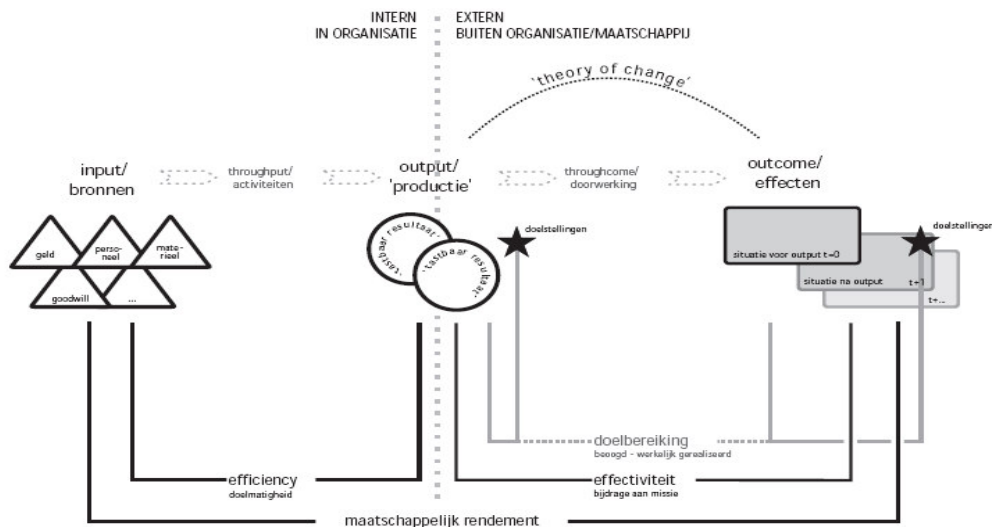 INTERN
IN ORGANISATIE
EXTERN
BUITEN ORGANISATIE/MAATSCHAPPIJ
'theory of change'
input/
bronnen
throughput/
activiteiten
output/
'productie'
throughcome/
doorwerking
outcome/
effecten
geld
perso-
neel
mate-
rieel
goodwill
...
'tastbaar resultaat'
'tastbaar resultaat'
doelstellingen
situatie voor output t=0
doelstellingen
situatie na output t+1
t+...
doelbereiking
beoogd - werkelijk gerealiseerd
efficiency
doelmatigheid
effectiviteit
bijdrage aan missie
maatschappelijk rendement